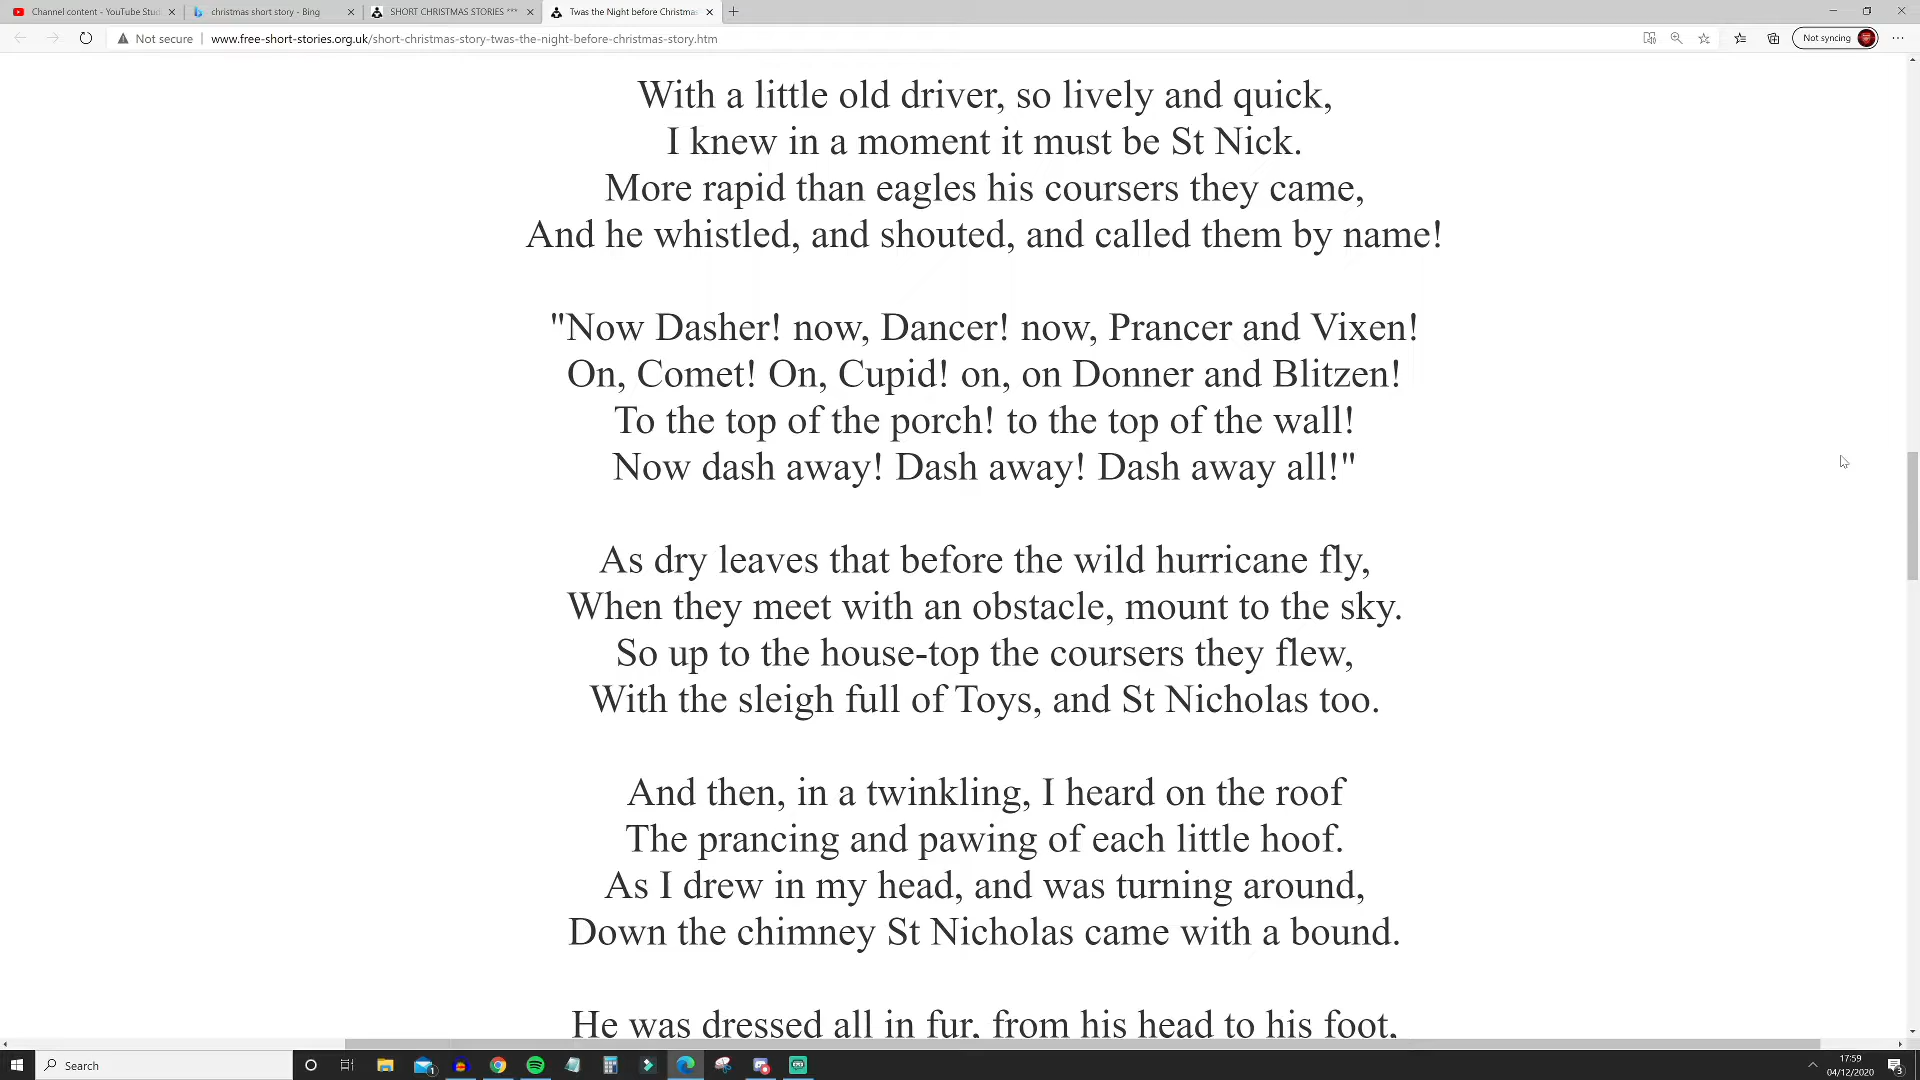 Channel content - YouTube Stud
christmas short story - Bing
SHORT CHRISTMAS STORIES ***
Twas the Night before Christmas
Not secure
www.free-short-stories.org.uk/short-christmas-story-twas-the-night-before-christmas-story.htm
Not syncing
With a little old driver, so lively and quick,
I knew in a moment it must be St Nick.
More rapid than eagles his coursers they came,
And he whistled, and shouted, and called them by name!
"Now Dasher! now, Dancer! now, Prancer and Vixen!
On, Comet! On, Cupid! on, on Donner and Blitzen!
To the top of the porch! to the top of the wall!
Now dash away! Dash away! Dash away all!"
As dry leaves that before the wild hurricane fly,
When they meet with an obstacle, mount to the sky.
So up to the house-top the coursers they flew,
With the sleigh full of Toys, and St Nicholas too.
And then, in a twinkling, I heard on the roof
The prancing and pawing of each little hoof.
As I drew in my head, and was turning around,
Down the chimney St Nicholas came with a bound.
He was dressed all in fur, from his head to his foot,
Search
1
17:59
04/12/2020
3